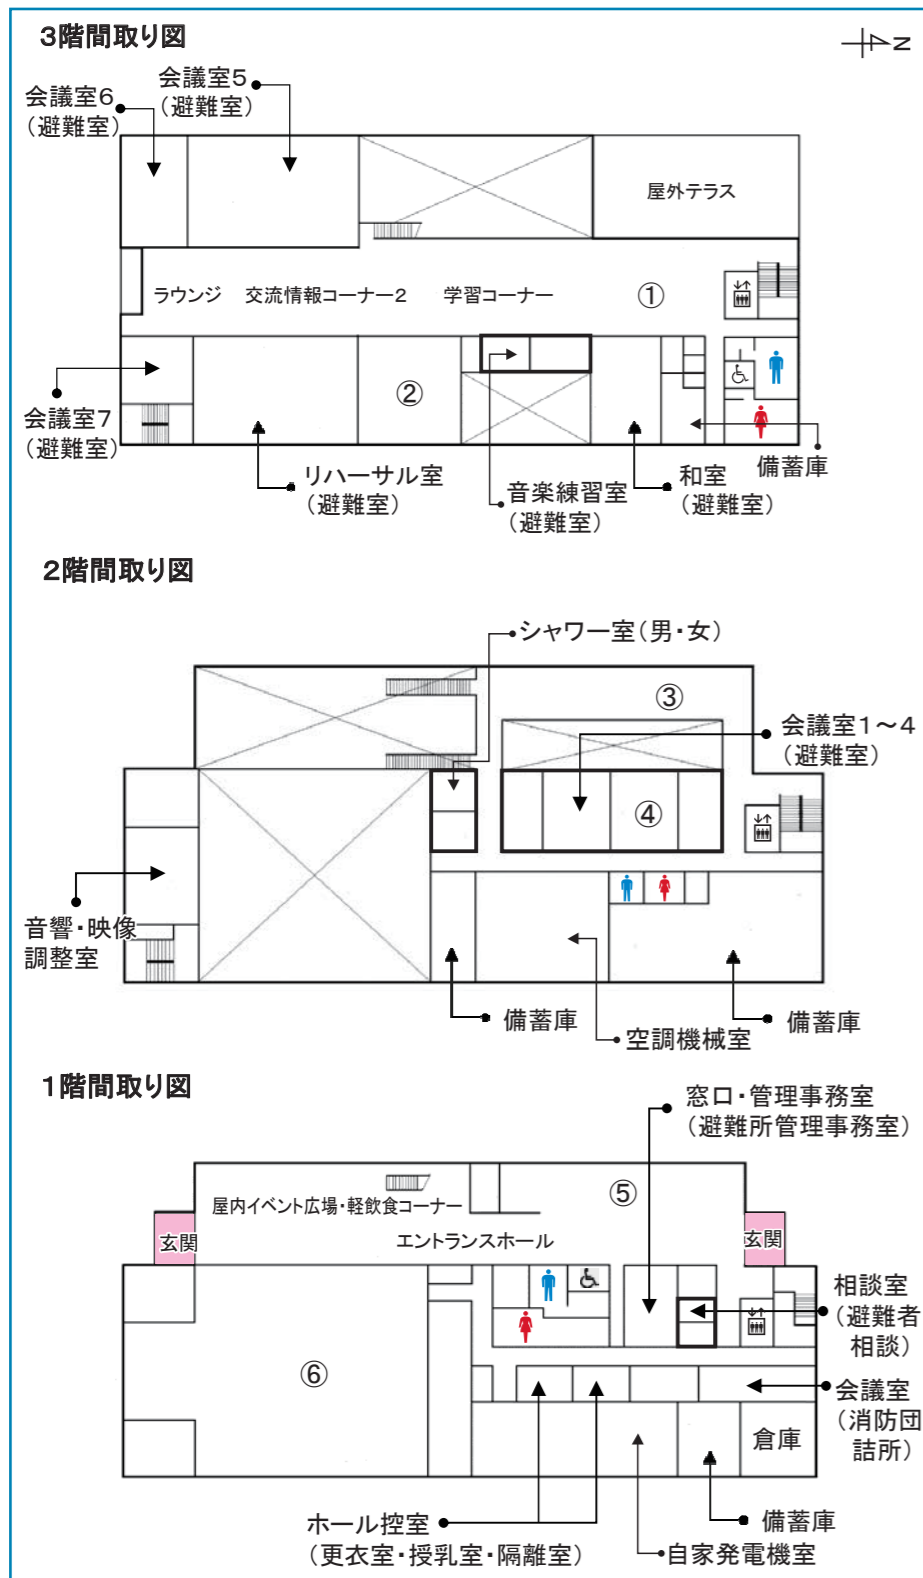 3階間取り図
N
会議室5
（避難室）
会議室6
（避難室）
屋外テラス
ラウンジ
交流情報コーナー2
学習コーナー
①
②
会議室7
（避難室）
リハーサル室
（避難室）
音楽練習室
（避難室）
和室
（避難室）
備蓄庫
2階間取り図
シャワー室（男・女）
③
会議室1～4
（避難室）
④
音響・映像
調整室
備蓄庫
空調機械室
備蓄庫
1階間取り図
窓口・管理事務室
（避難所管理事務室）
⑤
屋内イベント広場・軽飲食コーナー
玄関
エントランスホール
玄関
相談室
（避難者
相談）
⑥
会議室
（消防団
詰所）
倉庫
ホール控室
（更衣室・授乳室・隔離室）
備蓄庫
自家発電機室